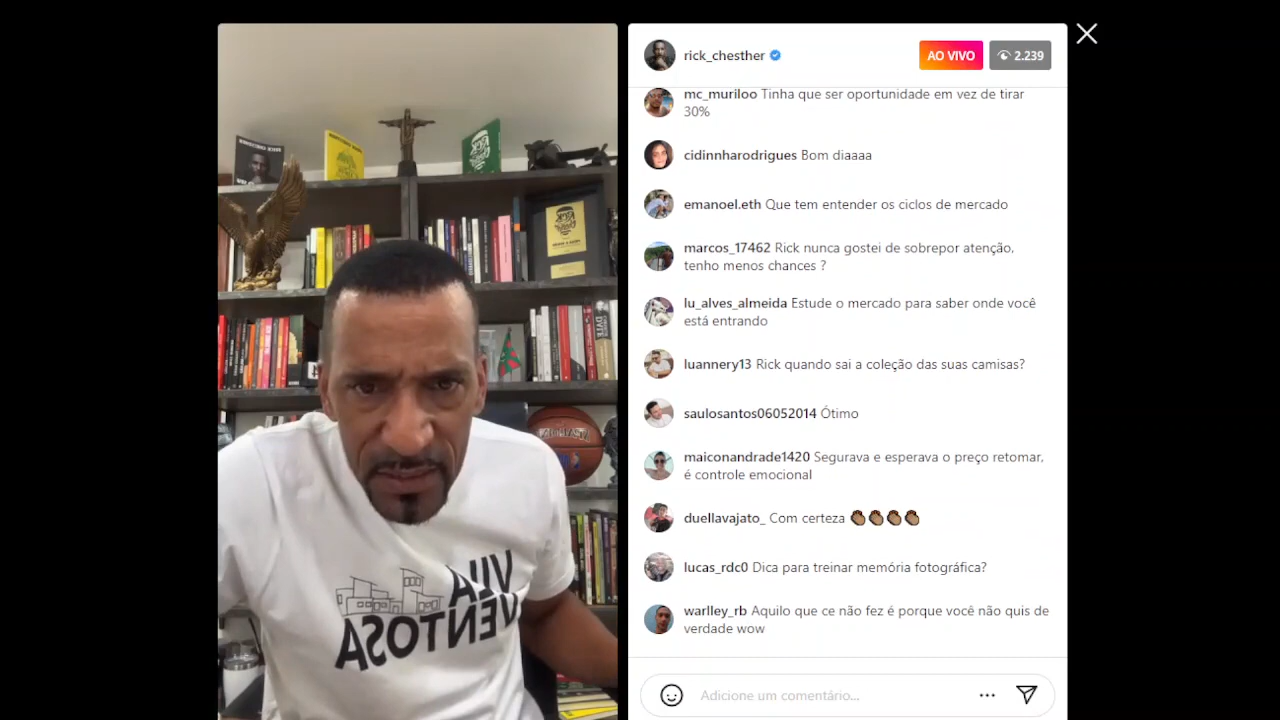 rick_chesther
AO VIVO
2.239
mc_muriloo Tinha que ser oportunidade em vez de tirar
30%
cidinnharodrigues Bom diaaaa
emanoel.eth Que tem entender os ciclos de mercado
marcos_17462 Rick nunca gostei de sobrepor atenção,
tenho menos chances ?
lu_alves_almeida Estude o mercado para saber onde você
está entrando
luannery13 Rick quando sai a coleção das suas camisas?
saulosantos06052014 Ótimo
maiconandrade1420 Segurava e esperava o preço retomar,
é controle emocional
duellavajato_ Com certeza 👏🏽👏🏽👏🏽👏🏽
lucas_rdc0 Dica para treinar memória fotográfica?
warlley_rb Aquilo que ce não fez é porque você não quis de
verdade wow
Adicione um comentário...
VILA
VENTOSA